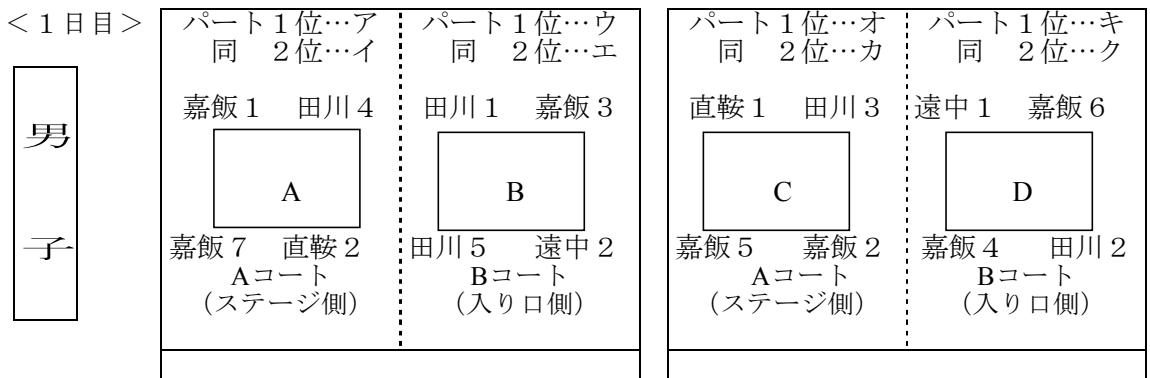 ＜１日目＞
男子
パート１位…ア
同　２位…イ
嘉飯１　田川４
A
嘉飯７　直鞍２
Aコート
（ステージ側）
パート１位…ウ
同　２位…エ
田川１　嘉飯３
B
田川５　遠中２
Bコート
（入り口側）
パート１位…オ
同　２位…カ
直鞍１　田川３
C
嘉飯５　嘉飯２
Aコート
（ステージ側）
パート１位…キ
同　２位…ク
遠中１　嘉飯６
D
嘉飯４　田川２
Bコート
（入り口側）